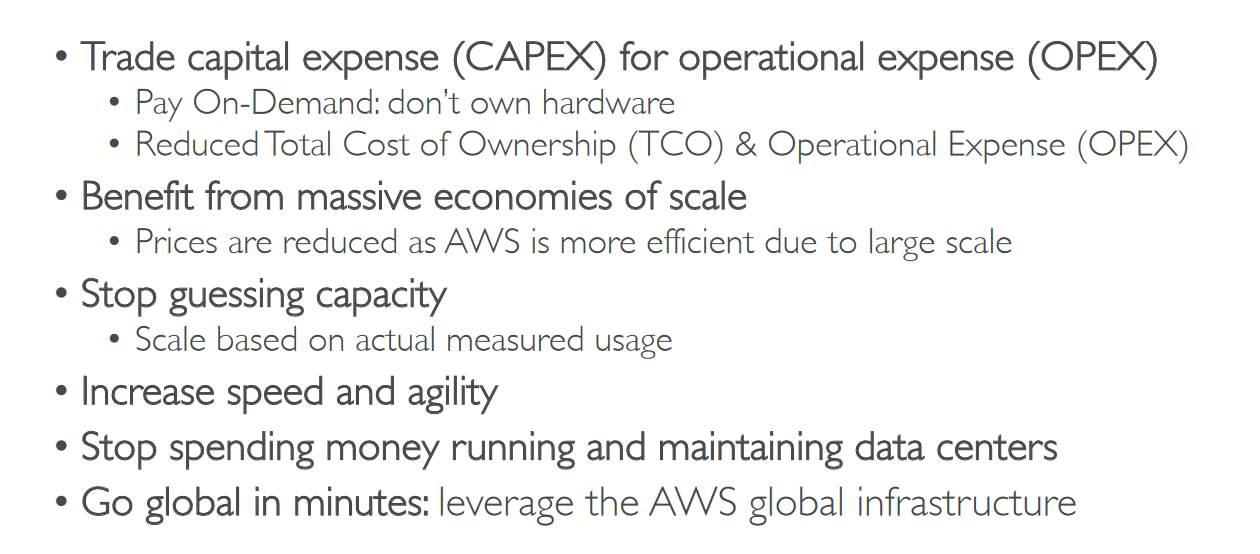 • Trade capital expense (CAPEX) for operational expense (OPEX)
• Pay On-Demand: don't own hardware
• Reduced Total Cost of Ownership (TCO) & Operational Expense (OPEX)
• Benefit from massive economies of scale
• Prices are reduced as AWS is more efficient due to large scale
• Stop guessing capacity
• Scale based on actual measured usage
• Increase speed and agility
• Stop spending money running and maintaining data centers
• Go global in minutes: leverage the AWS global infrastructure